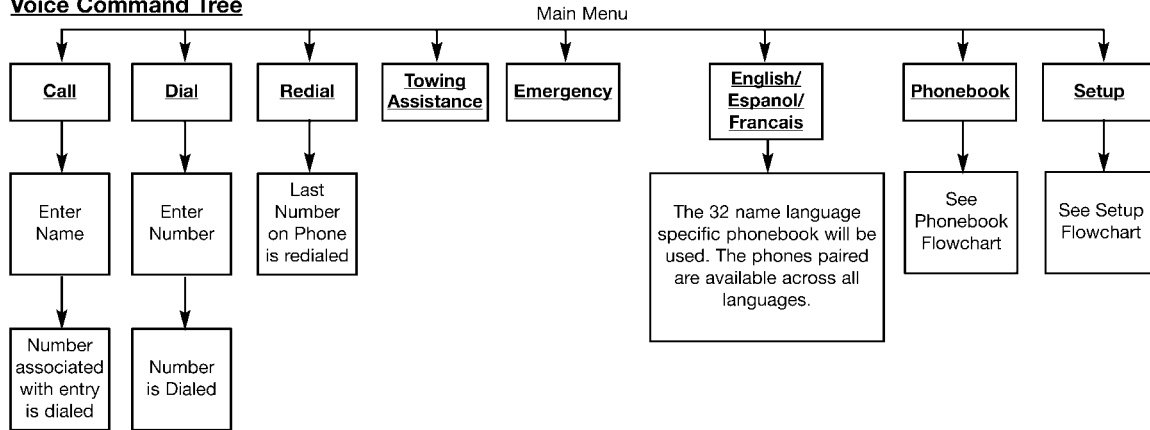 Voice Command Tree
Main Menu
Call
Dial
Redial
Towing
Assistance
Emergency
English/
Espanol/
Francais
Phonebook
Setup
Enter
Name
Enter
Number
Last
Number
on Phone
is redialed
The 32 name language
specific phonebook will be
used. The phones paired
are available across all
languages.
See
Phonebook
Flowchart
See Setup
Flowchart
Number
associated
with entry
is dialed
Number
is Dialed